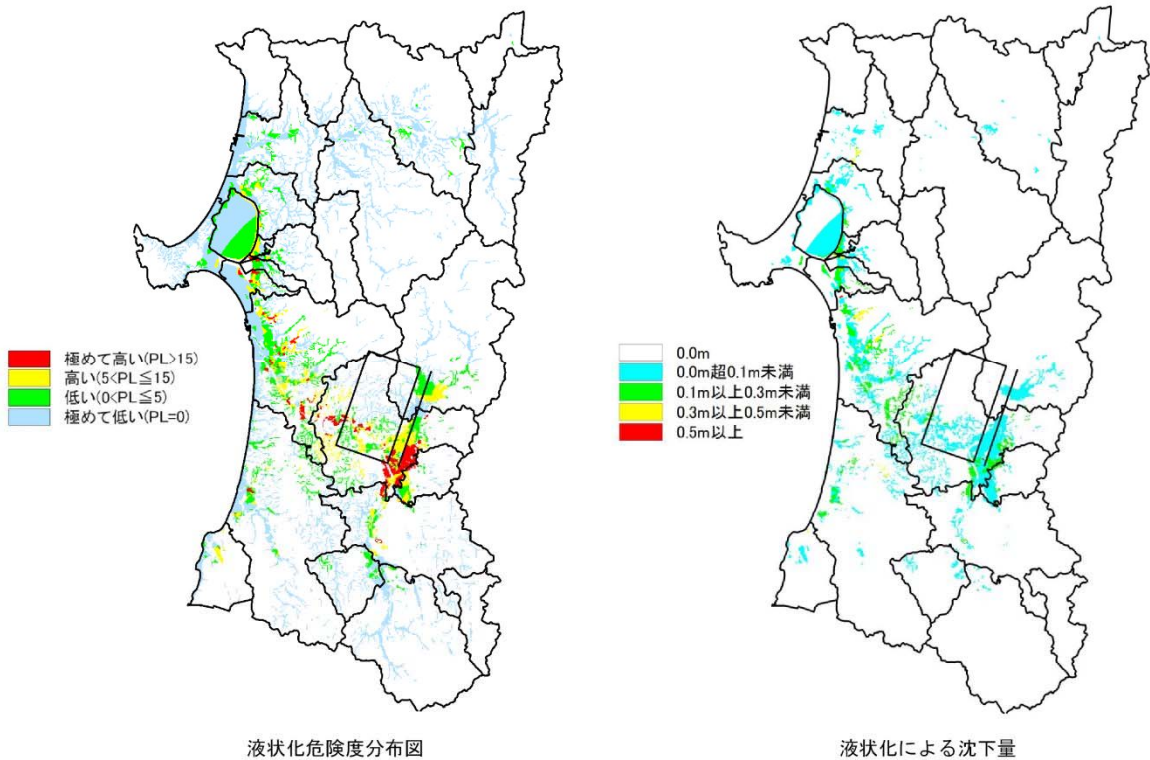 極めて高い(PL>15)
高い(5<PL≦15)
低い(0<PL≦5)
極めて低い(PL=0)
液状化危険度分布図
0.0m
0.0m超0.1m未満
0.1m以上0.3m未満
0.3m以上0.5m未満
0.5m以上
液状化による沈下量